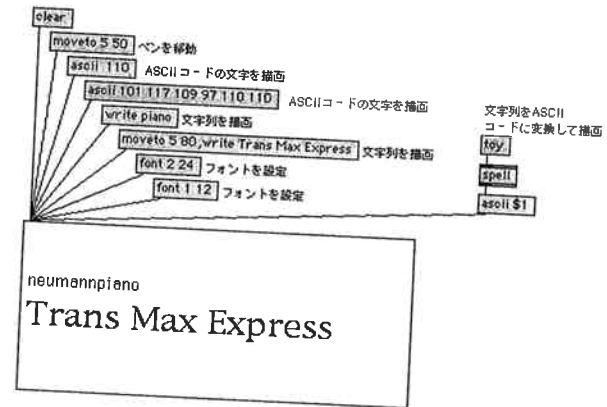 clear
moveto 5 50 ペンを移動
ascii 110 ASCIIコードの文字を描画
ascii 101 117 109 97 110 110 ASCIIコードの文字を描画
write piano 文字列を描画
moveto 5 80,write Trans Max Express 文字列を描画
font 2 24 フォントを設定
font 1 12 フォントを設定
文字列をASCII
コードに変換して描画
toy
spell
ascii $1
neumannpiano
Trans Max Express